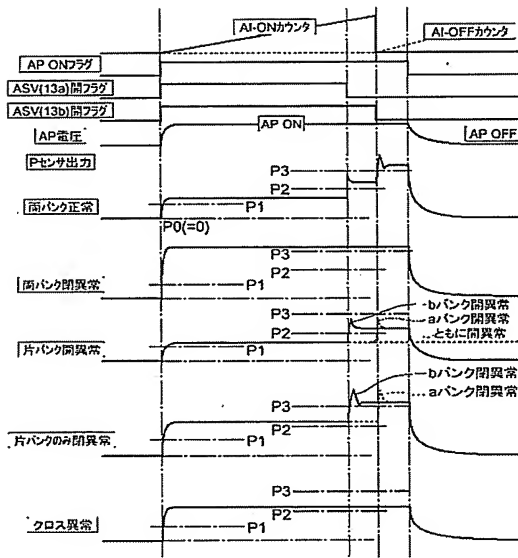 AI-ONカウンタ
AI-OFFカウンタ
AP ONフラグ
ASV(13a)開フラグ
ASV(13b)開フラグ
AP電圧
AP ON
AP OFF
Pセンサ出力
P3
P2
両バンク正常
P1
P0(=0)
P3
P2
両バンク閉異常
P1
P3
bバンク開異常
P2
aバンク開異常
ともに開異常
片バンク開異常
P1
bバンク閉異常
aバンク閉異常
P3
P2
片バンクのみ閉異常
P1
P3
P2
クロス異常
P1